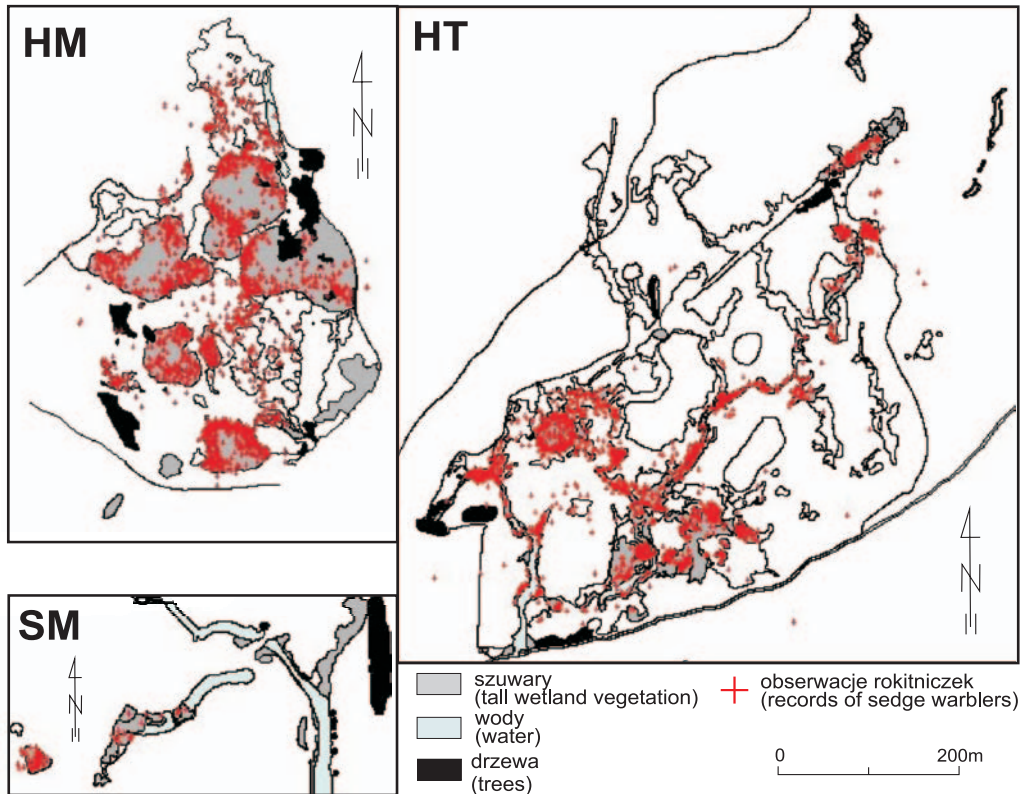 HM
HT
SM
N
N
N
szuwary
(tall wetland vegetation)
wody
(water)
drzewa
(trees)
obserwacje rokitniczek
(records of sedge warblers)
0 200m